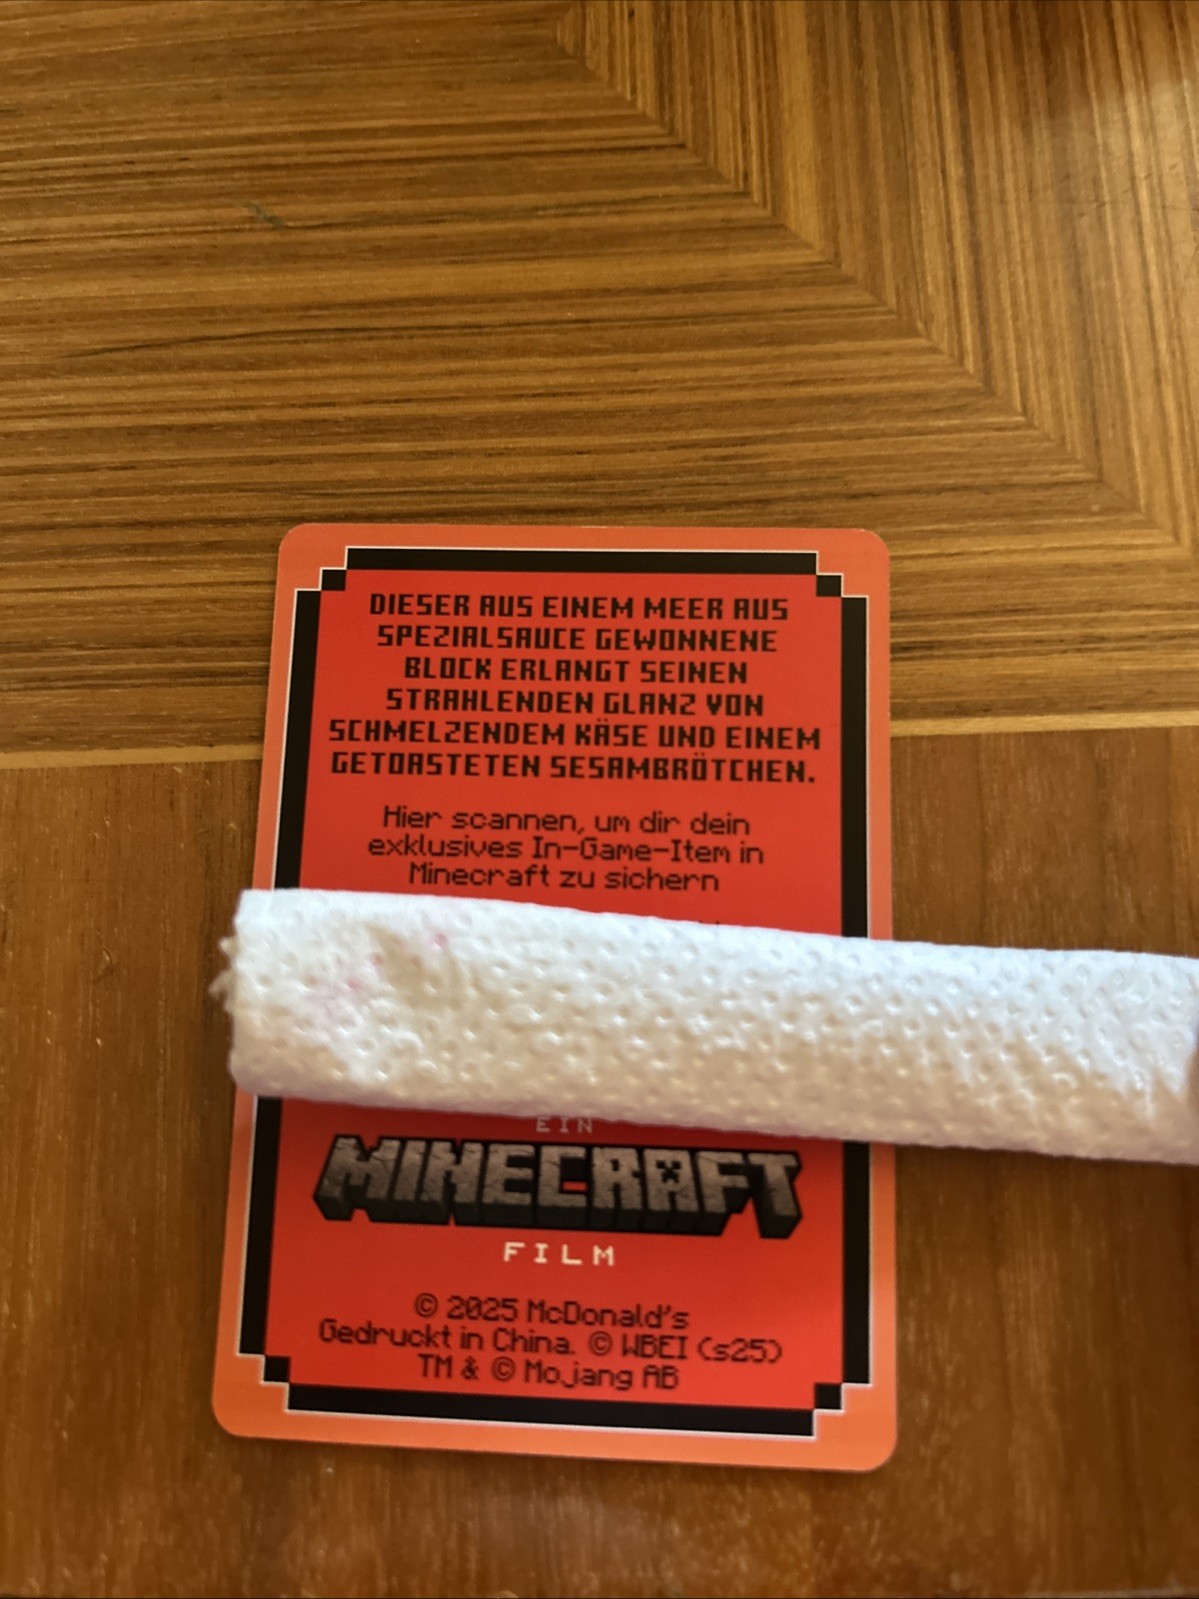 DIESER AUS EINEM MEER AUS
SPEZIALSAUCE GEWONNENE
BLOCK ERLANGT SEINEN
STRAHLENDEN GLANZ VON
SCHMELZENDEM KÄSE UND EINEM
GETOASTETEN SESAMBRÖTCHEN.
Hier scannen, um dir dein
exklusives In-Game-Item in
Minecraft zu sichern
EIN
MINECRAFT
FILM
© 2025 McDonald's
Gedruckt in China. © WBEI (s25)
TM & © Mojang AB